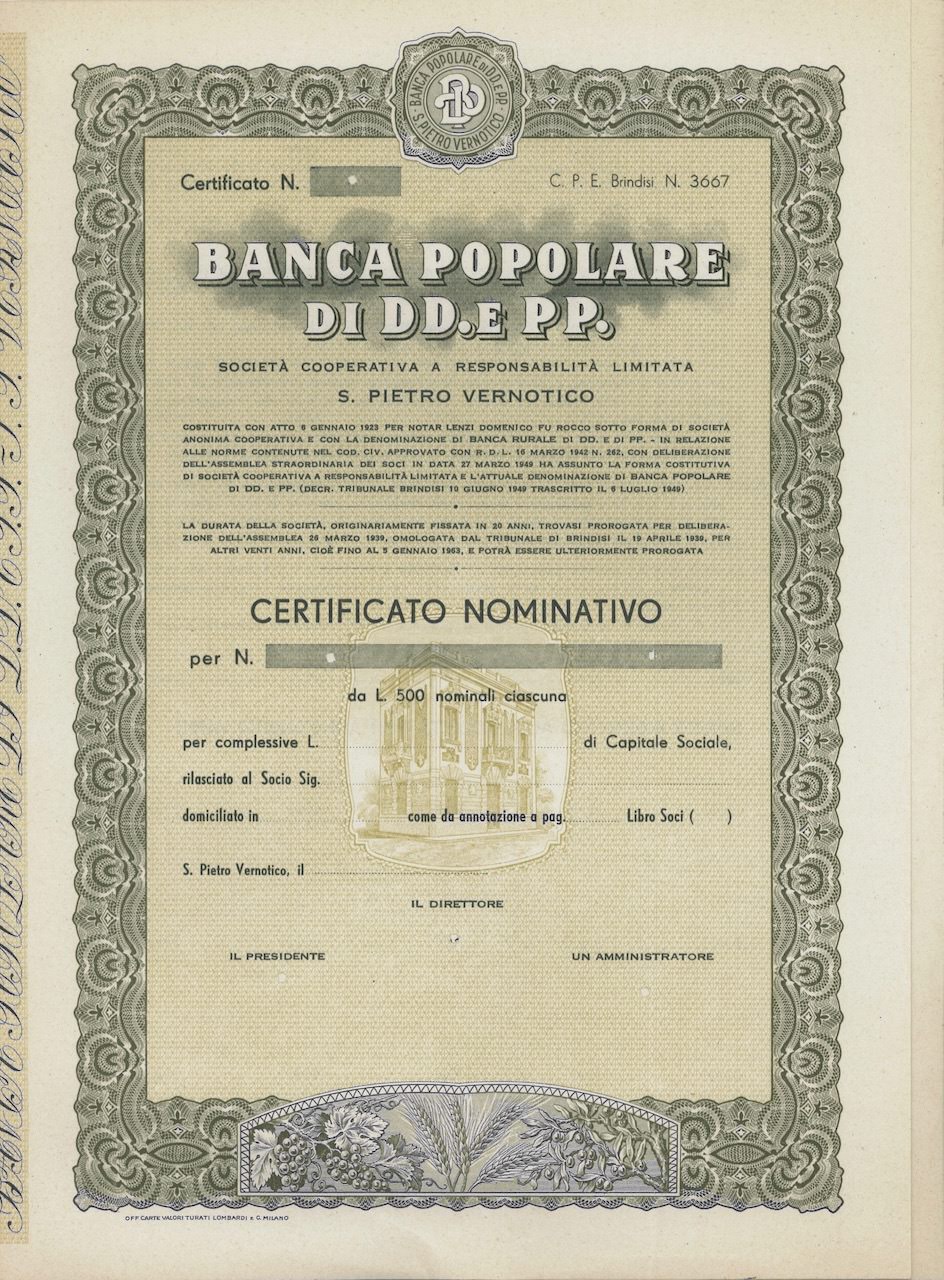 BANCA POPOLARE DI DD.E PP.
S. PIETRO VERNOTICO
Certificato N.
C. P. E. Brindisi N. 3667
BANCA POPOLARE
DI DD.E PP.
SOCIETÀ COOPERATIVA A RESPONSABILITÀ LIMITATA
S. PIETRO VERNOTICO
COSTITUITA CON ATTO 6 GENNAIO 1923 PER NOTAR LENZI DOMENICO FU ROCCO SOTTO FORMA DI SOCIETÀ
ANONIMA COOPERATIVA E CON LA DENOMINAZIONE DI BANCA RURALE DI DD. E DI PP. - IN RELAZIONE
ALLE NORME CONTENUTE NEL COD. CIV. APPROVATO CON R. D. L. 16 MARZO 1942 N. 262, CON DELIBERAZIONE
DELL'ASSEMBLEA STRAORDINARIA DEI SOCI IN DATA 27 MARZO 1949 HA ASSUNTO LA FORMA COSTITUTIVA
DI SOCIETÀ COOPERATIVA A RESPONSABILITÀ LIMITATA E L'ATTUALE DENOMINAZIONE DI BANCA POPOLARE
DI DD. E PP. (DECR. TRIBUNALE BRINDISI 10 GIUGNO 1949 TRASCRITTO IL 6 LUGLIO 1949)
LA DURATA DELLA SOCIETÀ, ORIGINARIAMENTE FISSATA IN 20 ANNI, TROVASI PROROGATA PER DELIBERA-
ZIONE DELL'ASSEMBLEA 26 MARZO 1939, OMOLOGATA DAL TRIBUNALE DI BRINDISI IL 19 APRILE 1939, PER
ALTRI VENTI ANNI, CIOÈ FINO AL 5 GENNAIO 1963, E POTRÀ ESSERE ULTERIORMENTE PROROGATA
CERTIFICATO NOMINATIVO
per N.
da L. 500 nominali ciascuna
per complessive L. di Capitale Sociale,
rilasciato al Socio Sig.
domiciliato in come da annotazione a pag. Libro Soci ( )
S. Pietro Vernotico, il
IL DIRETTORE
IL PRESIDENTE UN AMMINISTRATORE
OFF. CARTE VALORI TURATI LOMBARDI E C. MILANO